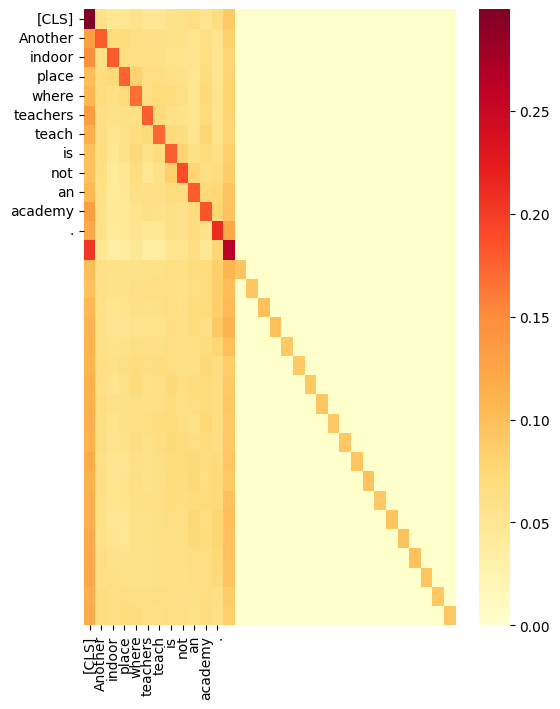 [CLS]
Another
indoor
place
where
teachers
teach
is
not
an
academy
.
0.25
0.20
0.15
0.10
0.05
0.00
[CLS]
Another
indoor
place
where
teachers
teach
is
not
an
academy
.